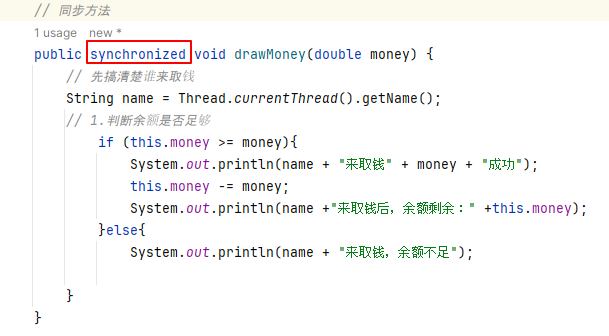 // 同步方法
1 usage new *
public synchronized void drawMoney(double money) {
// 先搞清楚谁来取钱
String name = Thread.currentThread().getName();
// 1.判断余额是否足够
if (this.money >= money){
System.out.println(name + "来取钱" + money + "成功");
this.money -= money;
System.out.println(name +"来取钱后，余额剩余：" +this.money);
}else{
System.out.println(name + "来取钱，余额不足");
}
}